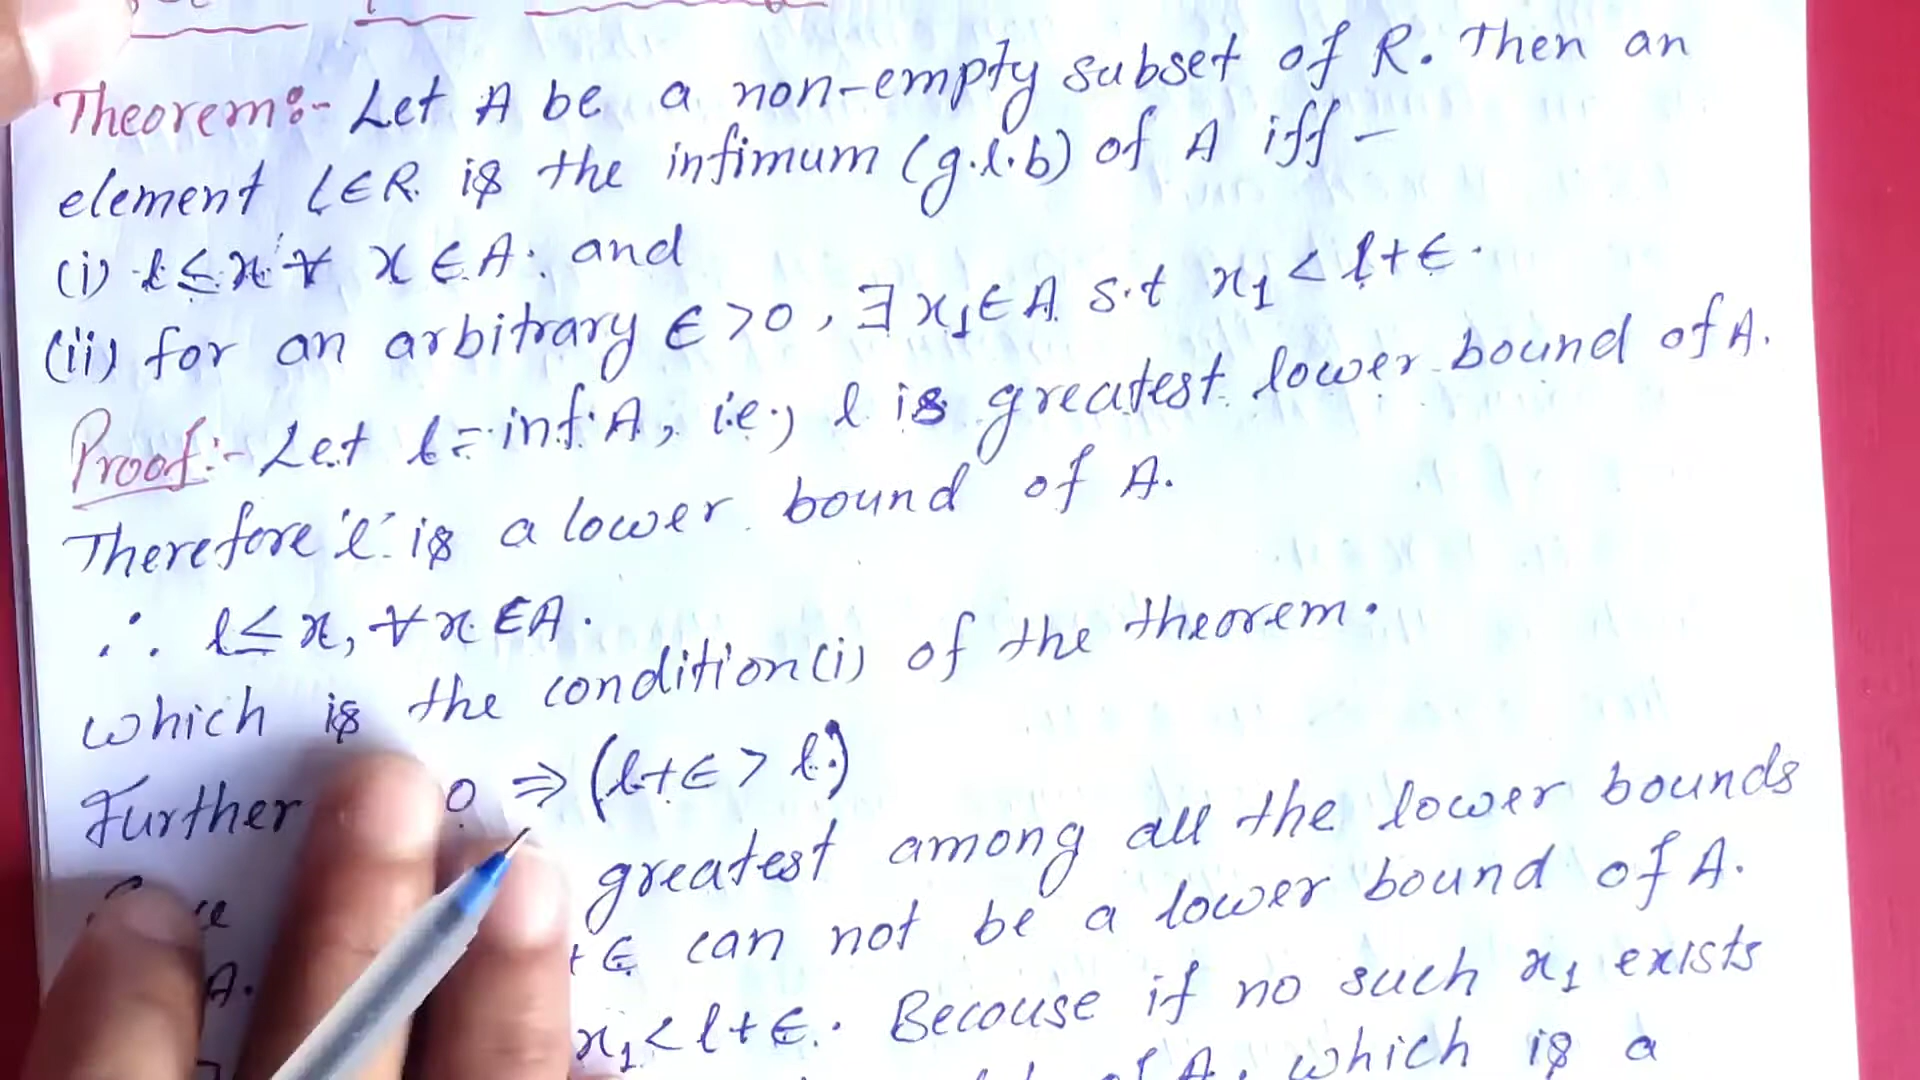 Theorem:- Let A be a non-empty subset of R. Then an
element l∈R is the infimum (g.l.b) of A iff -
(i) l ≤ x ∀ x ∈ A. and
(ii) for an arbitrary ∈ > 0, ∃ x₁∈A s.t x₁ < l+∈.
Proof:- Let l = inf.A, i.e., l is greatest lower bound of A.
Therefore 'l' is a lower bound of A.
∴ l ≤ x, ∀ x ∈ A.
which is the condition (i) of the theorem.
Further 0 ⇒ (l+∈ > l.)
greatest among all the lower bounds
A. + ∈ can not be a lower bound of A.
x₁ < l+∈. Becouse if no such x₁ exists
of A. which is a